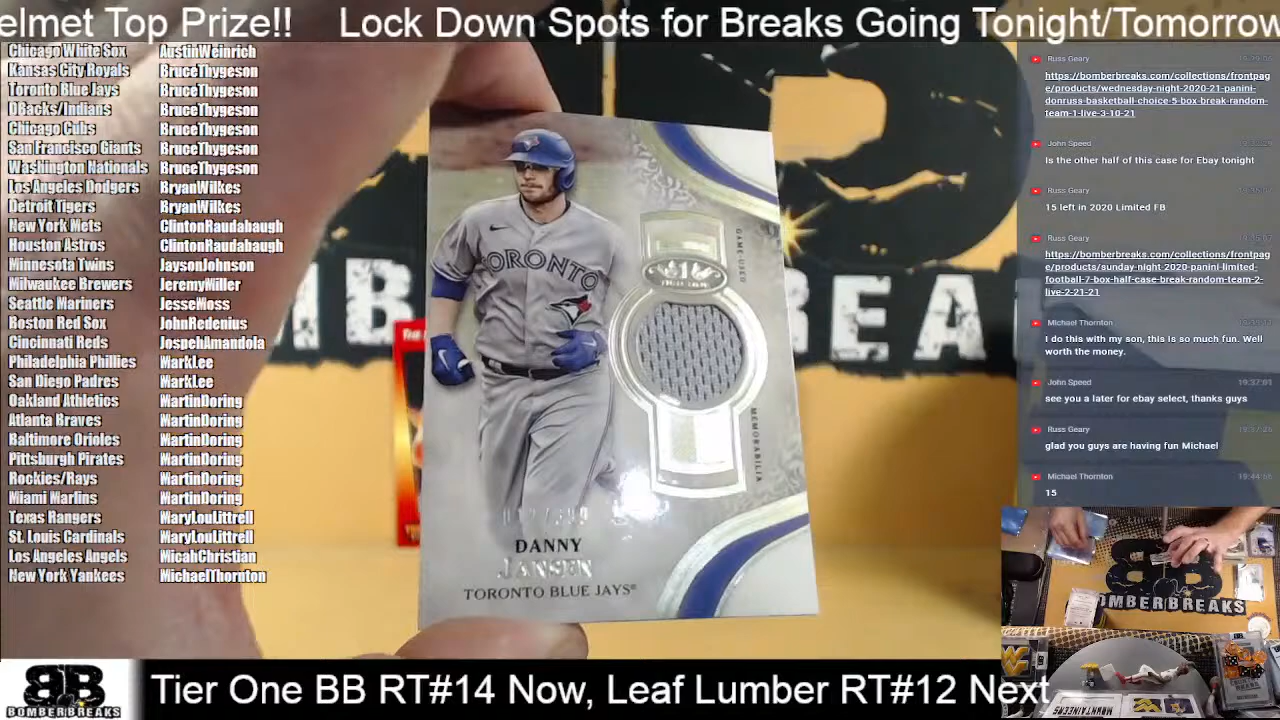 elmet Top Prize!! Lock Down Spots for Breaks Going Tonight/Tomorrow
Chicago White Sox AustinWeinrich
Kansas City Royals BruceThygeson
Toronto Blue Jays BruceThygeson
DBacks/Indians BruceThygeson
Chicago Cubs BruceThygeson
San Francisco Giants BruceThygeson
Washington Nationals BruceThygeson
Los Angeles Dodgers BryanWilkes
Detroit Tigers BryanWilkes
New York Mets ClintonRaudabaugh
Houston Astros ClintonRaudabaugh
Minnesota Twins JaysonJohnson
Milwaukee Brewers JeremyMiller
Seattle Mariners JesseMoss
Boston Red Sox JohnRedenius
Cincinnati Reds JospehAmandola
Philadelphia Phillies MarkLee
San Diego Padres MarkLee
Oakland Athletics MartinDoring
Atlanta Braves MartinDoring
Baltimore Orioles MartinDoring
Pittsburgh Pirates MartinDoring
Rockies/Rays MartinDoring
Miami Marlins MartinDoring
Texas Rangers MaryLouLittrell
St. Louis Cardinals MaryLouLittrell
Los Angeles Angels MicahChristian
New York Yankees MichaelThornton
TORONTO
GAME-USED
MEMORABILIA
DANNY
JANSEN
TORONTO BLUE JAYS
BREA
Russ Geary
https://bomberbreaks.com/collections/frontpag
e/products/wednesday-night-2020-21-panini-
donruss-basketball-choice-5-box-break-random-
team-1-live-3-10-21
John Speed
Is the other half of this case for Ebay tonight
Russ Geary
15 left in 2020 Limited FB
Russ Geary
https://bomberbreaks.com/collections/frontpag
e/products/sunday-night-2020-panini-limited-
football-7-box-half-case-break-random-team-2-
live-2-21-21
Michael Thornton
I do this with my son, this is so much fun. Well
worth the money.
John Speed 19:37:01
see you a later for ebay select, thanks guys
Russ Geary
glad you guys are having fun Michael
Michael Thornton
15
BOMBERBREAKS
MOUNTAINEERS
BB
BOMBERBREAKS
Tier One BB RT#14 Now, Leaf Lumber RT#12 Next